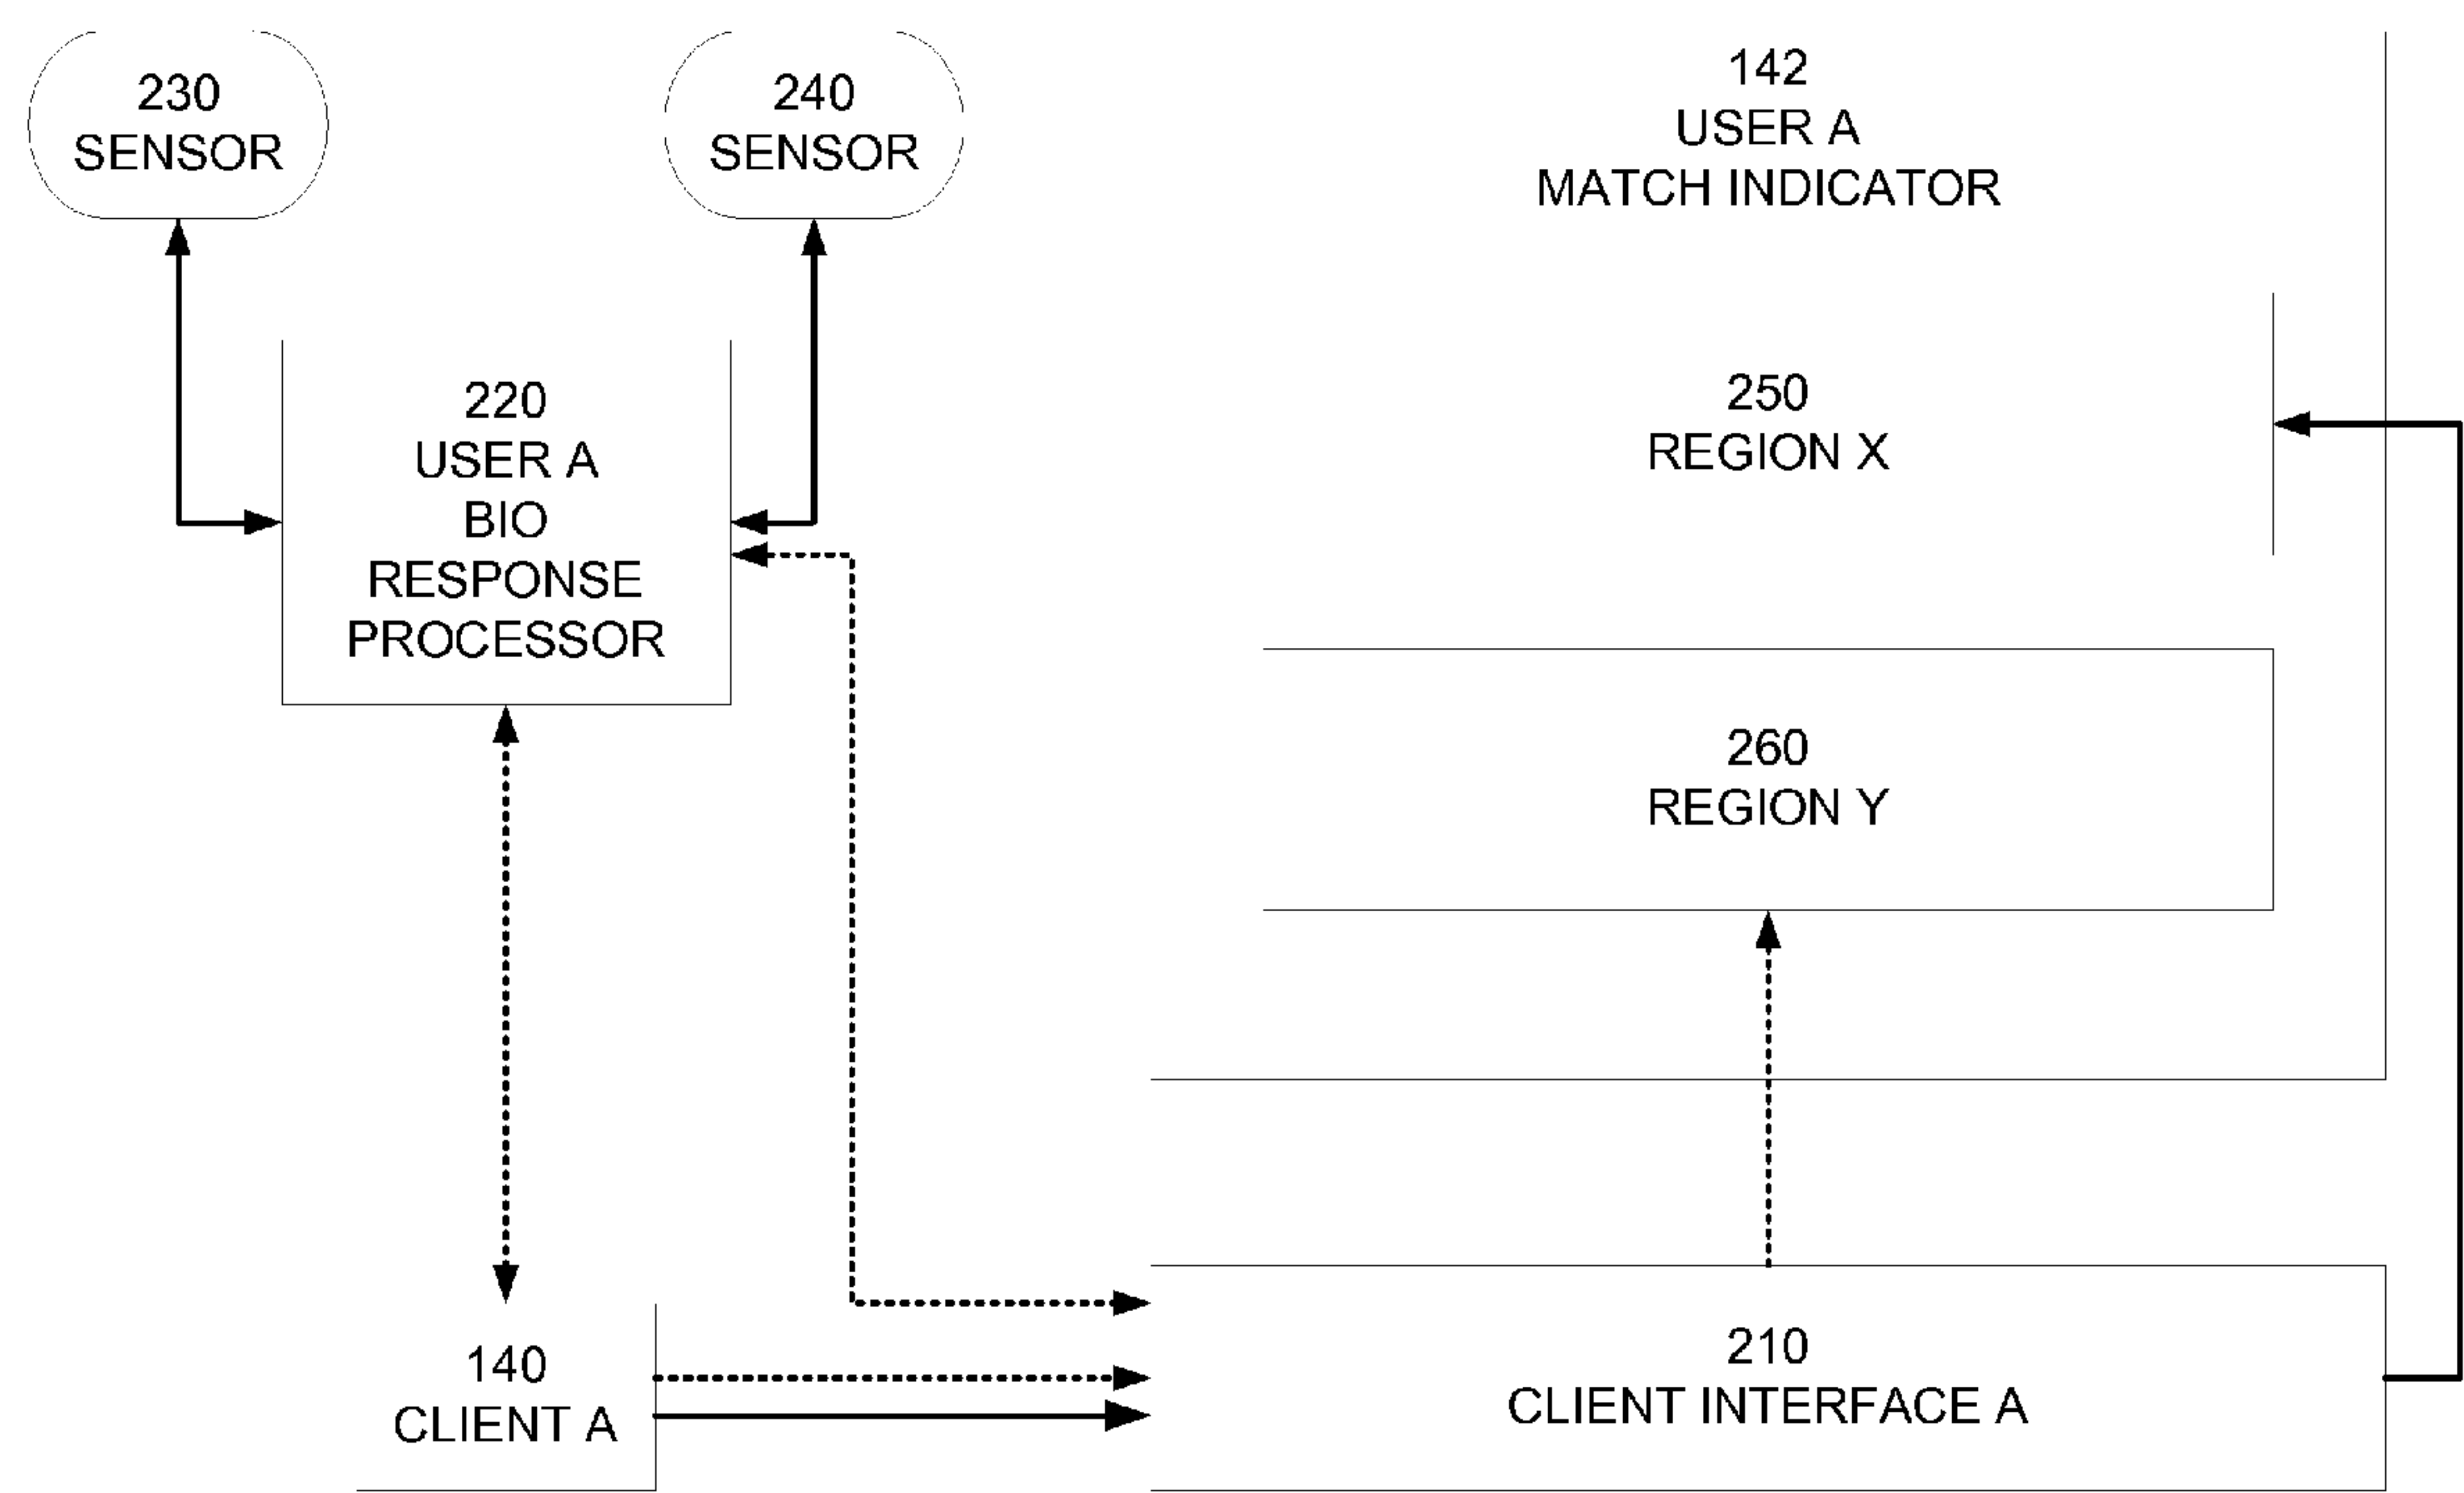 230
SENSOR
240
SENSOR
142
USER A
MATCH INDICATOR
220
USER A
BIO
RESPONSE
PROCESSOR
250
REGION X
260
REGION Y
140
CLIENT A
210
CLIENT INTERFACE A